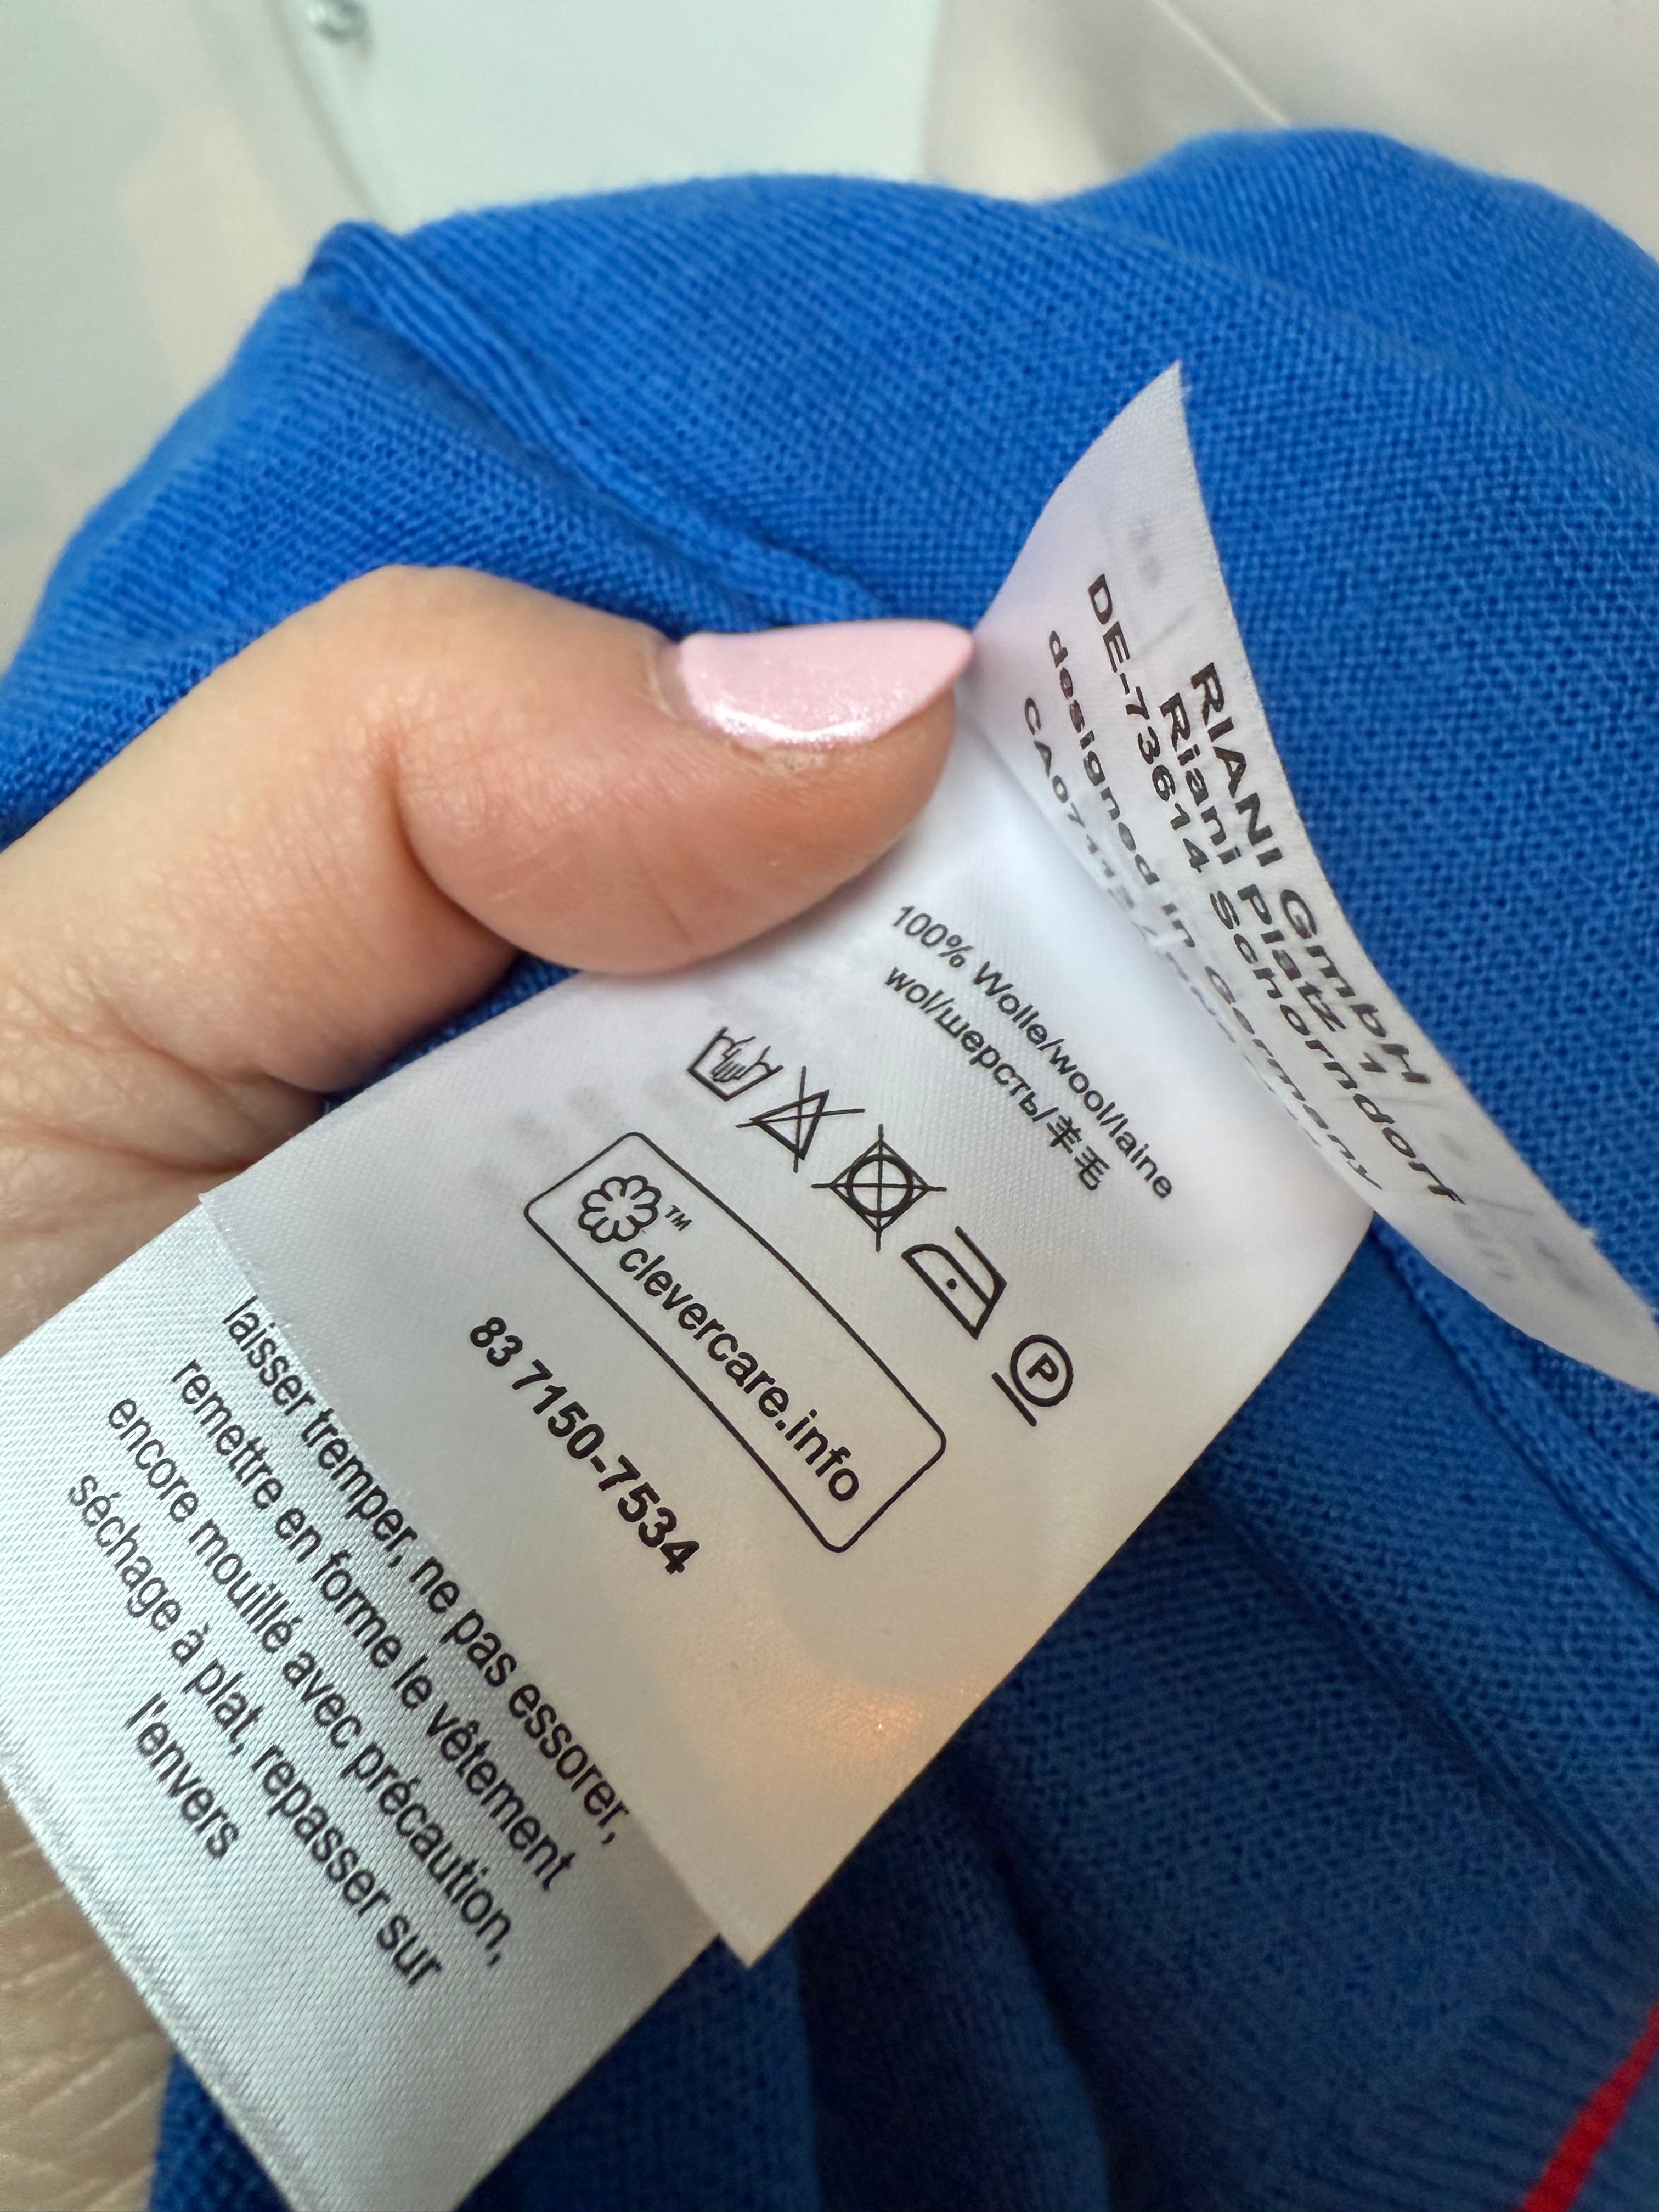 RIANI GmbH
Riani Platz 1
DE-73614 Schorndorf
designed in Germany
100% Wolle/wool/laine
wol/шерсть/羊毛
P
™
clevercare.info
83 7150-7534
laisser tremper, ne pas essorer,
remettre en forme le vêtement
encore mouillé avec précaution,
séchage à plat, repasser sur
l'envers